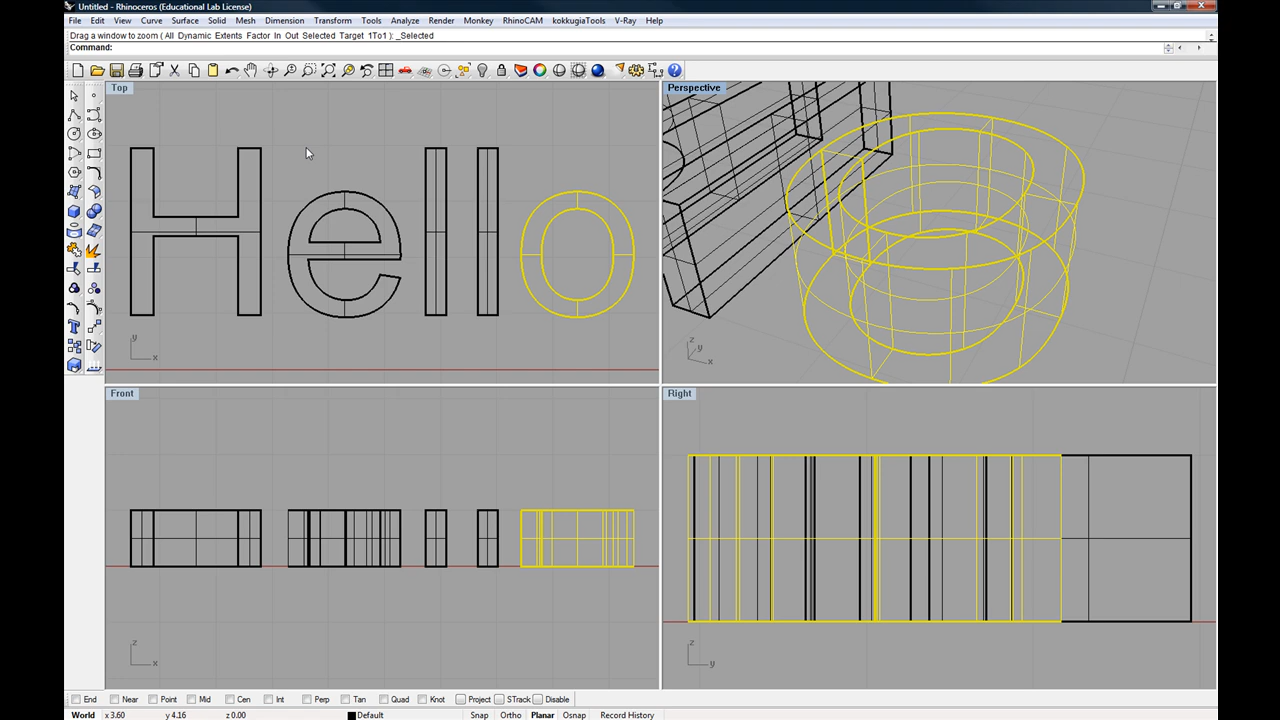 Untitled - Rhinoceros (Educational Lab License)
File Edit View Curve Surface Solid Mesh Dimension Transform Tools Analyze Render Monkey RhinoCAM kokkugiaTools V-Ray Help
Drag a window to zoom ( All Dynamic Extents Factor In Out Selected Target 1To1 ): _Selected
Command:
Top
Perspective
Hello
y
x
z
y
x
Front
Right
z
x
z
y
End Near Point Mid Cen Int Perp Tan Quad Knot Project STrack Disable
World x 3.60 y 4.16 z 0.00 Default Snap Ortho Planar Osnap Record History